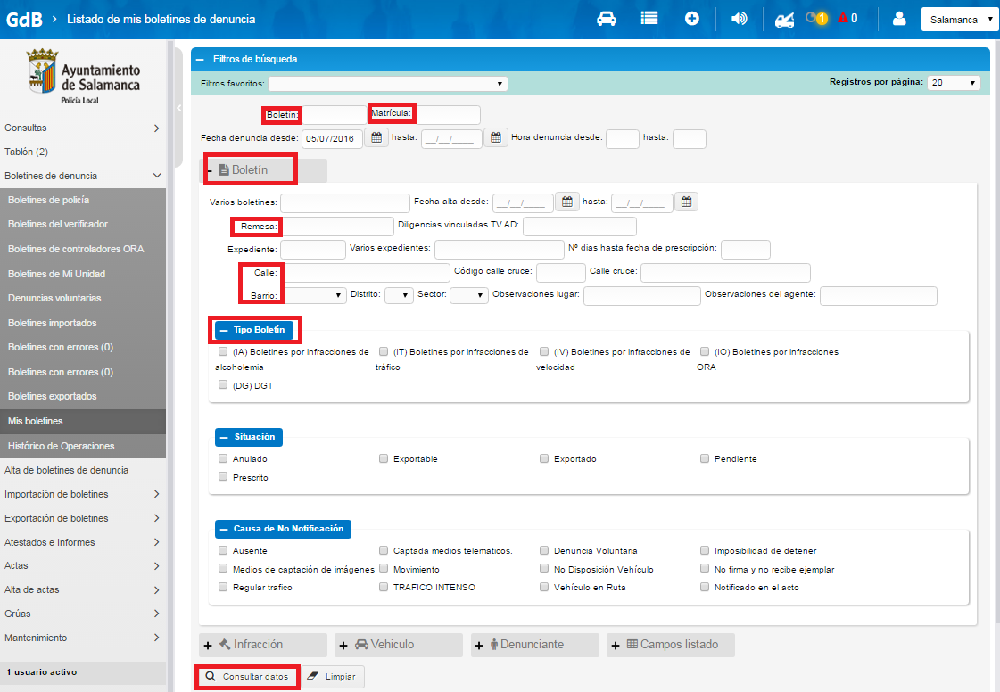 GdB > Listado de mis boletines de denuncia 1 0 Salamanca
Ayuntamiento
de Salamanca
Policía Local
Consultas
Tablón (2)
Boletines de denuncia
Boletines de policía
Boletines del verificador
Boletines de controladores ORA
Boletines de Mi Unidad
Denuncias voluntarias
Boletines importados
Boletines con errores (0)
Boletines con errores (0)
Boletines exportados
Mis boletines
Histórico de Operaciones
Alta de boletines de denuncia
Importación de boletines
Exportación de boletines
Atestados e Informes
Actas
Alta de actas
Grúas
Mantenimiento
1 usuario activo
Filtros de búsqueda
Filtros favoritos: Registros por página: 20
Boletín: Matrícula:
Fecha denuncia desde: 05/07/2016 hasta: __/__/____ Hora denuncia desde: hasta:
Boletín
Varios boletines: Fecha alta desde: __/__/____ hasta: __/__/____
Remesa: Diligencias vinculadas TV.AD:
Expediente: Varios expedientes: Nº dias hasta fecha de prescripción:
Calle: Código calle cruce: Calle cruce:
Barrio: Distrito: Sector: Observaciones lugar: Observaciones del agente:
Tipo Boletín
(IA) Boletines por infracciones de (IT) Boletines por infracciones de (IV) Boletines por infracciones de (IO) Boletines por infracciones
alcoholemia tráfico velocidad ORA
(DG) DGT
Situación
Anulado Exportable Exportado Pendiente
Prescrito
Causa de No Notificación
Ausente Captada medios telematicos. Denuncia Voluntaria Imposibilidad de detener
Medios de captación de imágenes Movimiento No Disposición Vehículo No firma y no recibe ejemplar
Regular trafico TRAFICO INTENSO Vehículo en Ruta Notificado en el acto
+ Infracción + Vehiculo + Denunciante + Campos listado
Consultar datos Limpiar